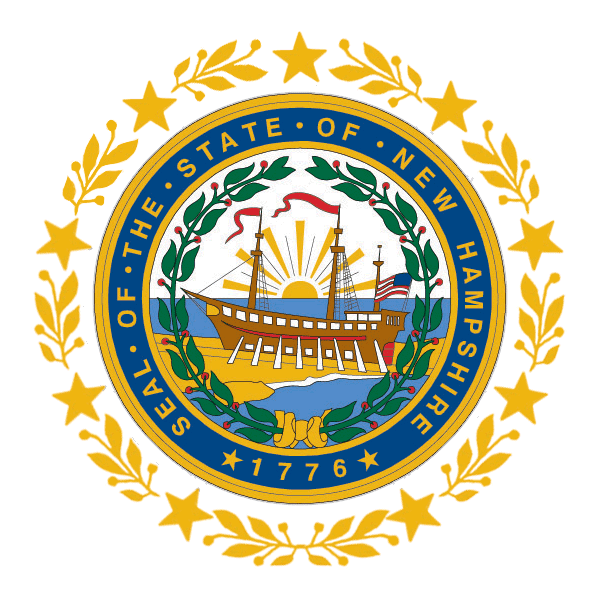 SEAL • OF • THE • STATE • OF • NEW HAMPSHIRE
1776